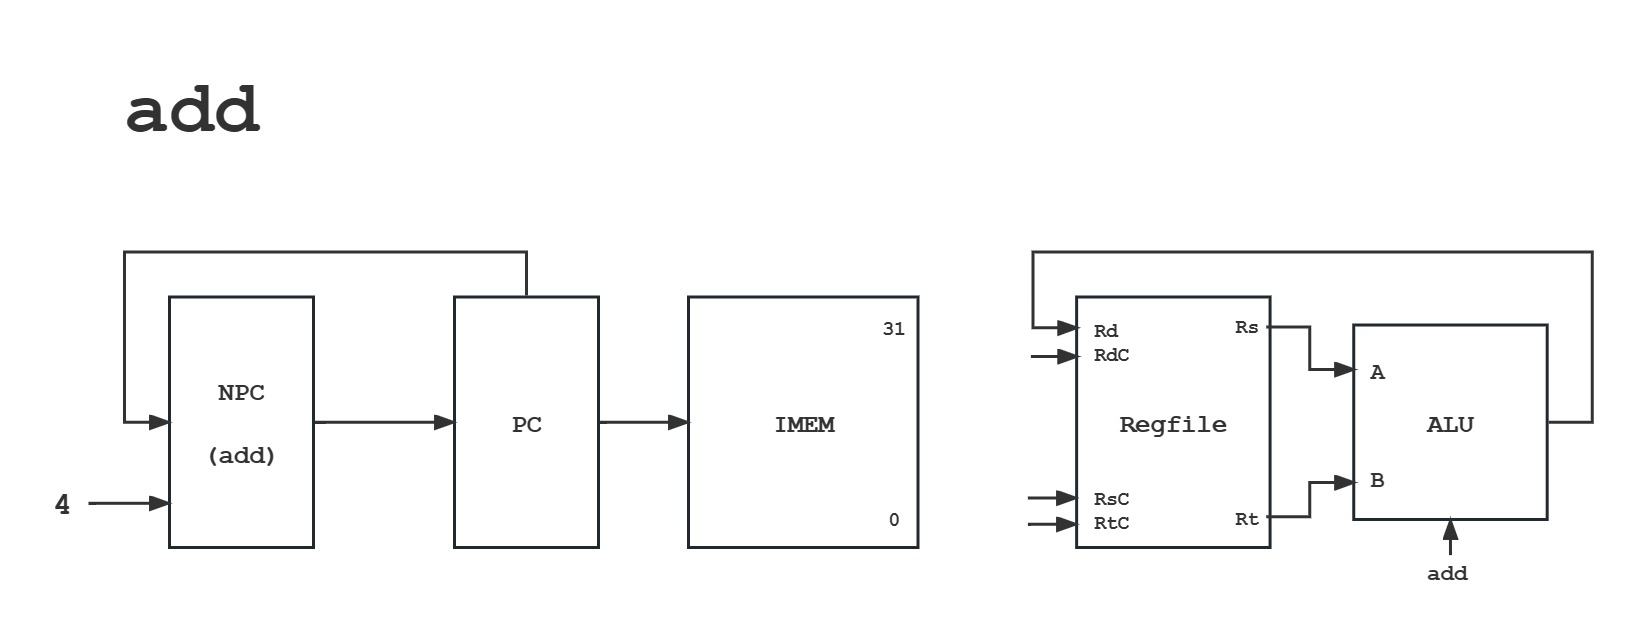 add
NPC
(add)
4
PC
IMEM
31
0
Rd
RdC
RsC
RtC
Regfile
Rs
Rt
A
B
ALU
add